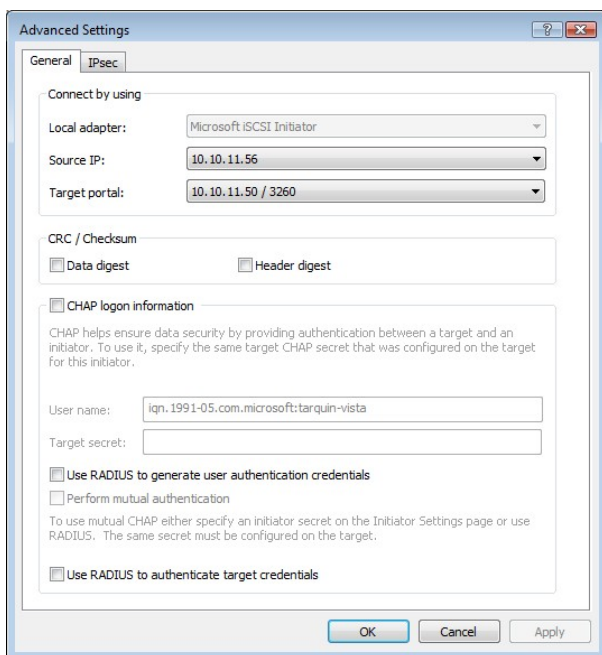 Advanced Settings
General IPsec
Connect by using
Local adapter: Microsoft iSCSI Initiator
Source IP: 10.10.11.56
Target portal: 10.10.11.50 / 3260
CRC / Checksum
Data digest Header digest
CHAP logon information
CHAP helps ensure data security by providing authentication between a target and an
initiator. To use it, specify the same target CHAP secret that was configured on the target
for this initiator.
User name: iqn.1991-05.com.microsoft:tarquin-vista
Target secret:
Use RADIUS to generate user authentication credentials
Perform mutual authentication
To use mutual CHAP either specify an initiator secret on the Initiator Settings page or use
RADIUS. The same secret must be configured on the target.
Use RADIUS to authenticate target credentials
OK Cancel Apply